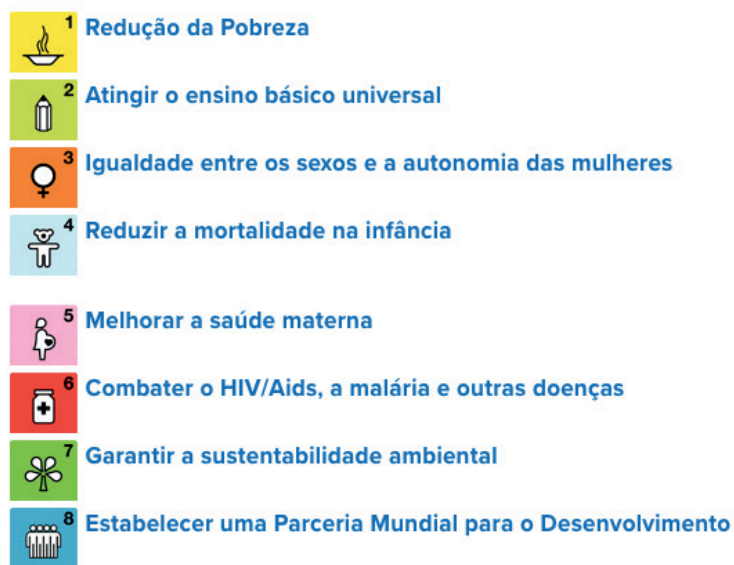 1 Redução da Pobreza
2 Atingir o ensino básico universal
3 Igualdade entre os sexos e a autonomia das mulheres
4 Reduzir a mortalidade na infância
5 Melhorar a saúde materna
6 Combater o HIV/Aids, a malária e outras doenças
7 Garantir a sustentabilidade ambiental
8 Estabelecer uma Parceria Mundial para o Desenvolvimento